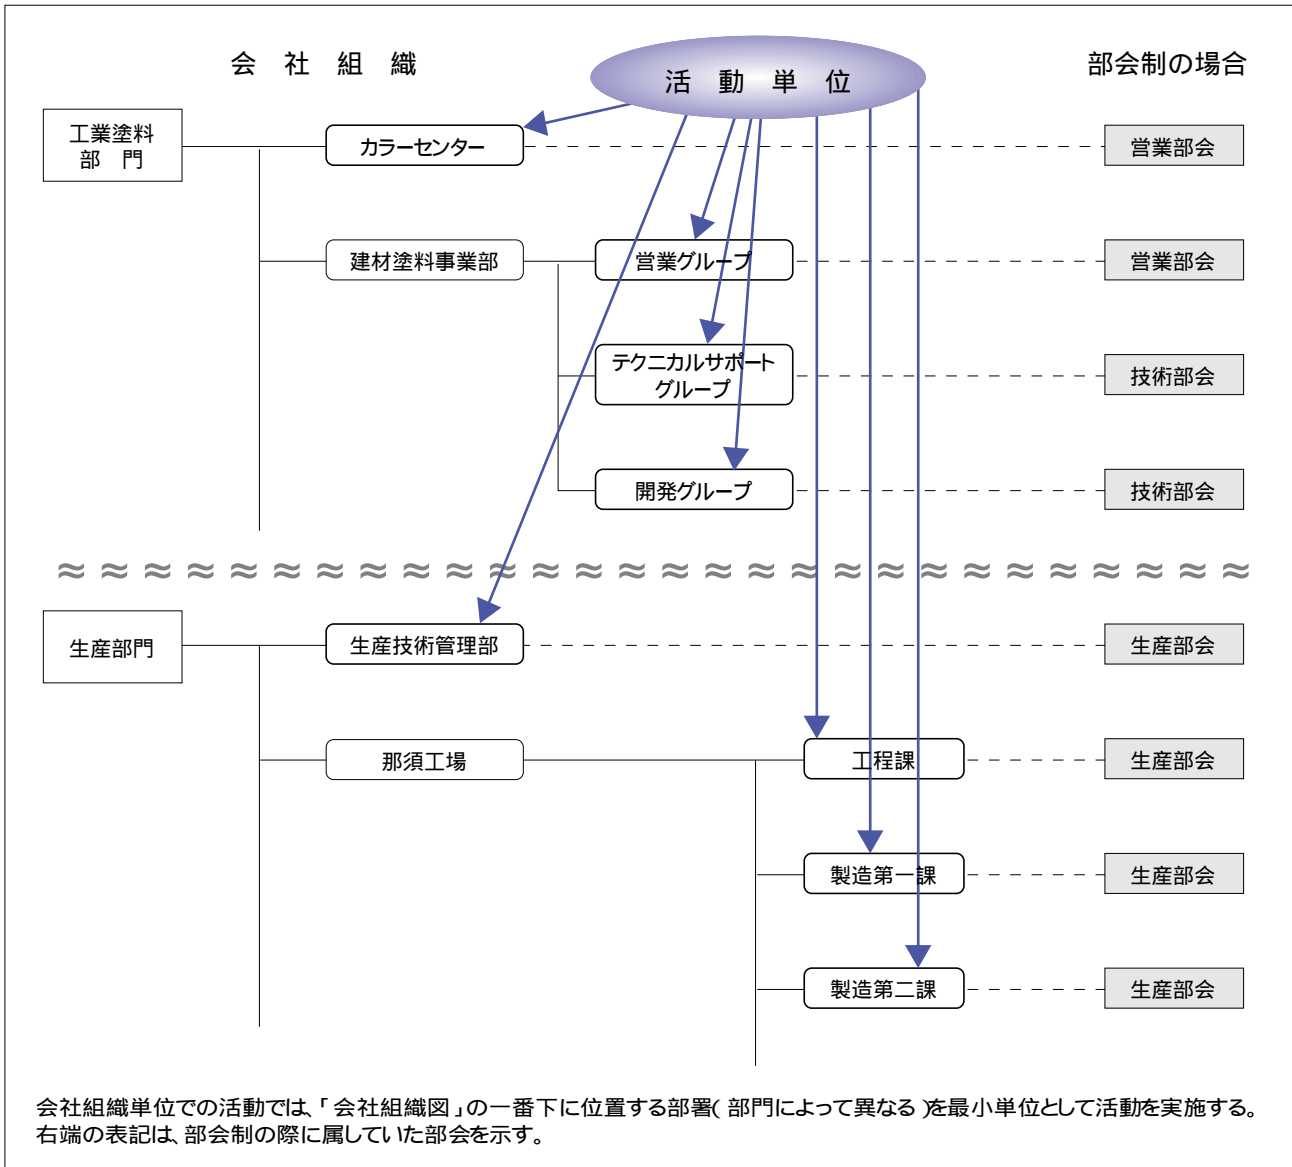 会 社 組 織
活 動 単 位
部会制の場合
工業塗料
部 門
カラーセンター
営業部会
建材塗料事業部
営業グループ
営業部会
テクニカルサポート
グループ
技術部会
開発グループ
技術部会
生産部門
生産技術管理部
生産部会
那須工場
工程課
生産部会
製造第一課
生産部会
製造第二課
生産部会
会社組織単位での活動では、「会社組織図」の一番下に位置する部署(部門によって異なる)を最小単位として活動を実施する。
右端の表記は、部会制の際に属していた部会を示す。